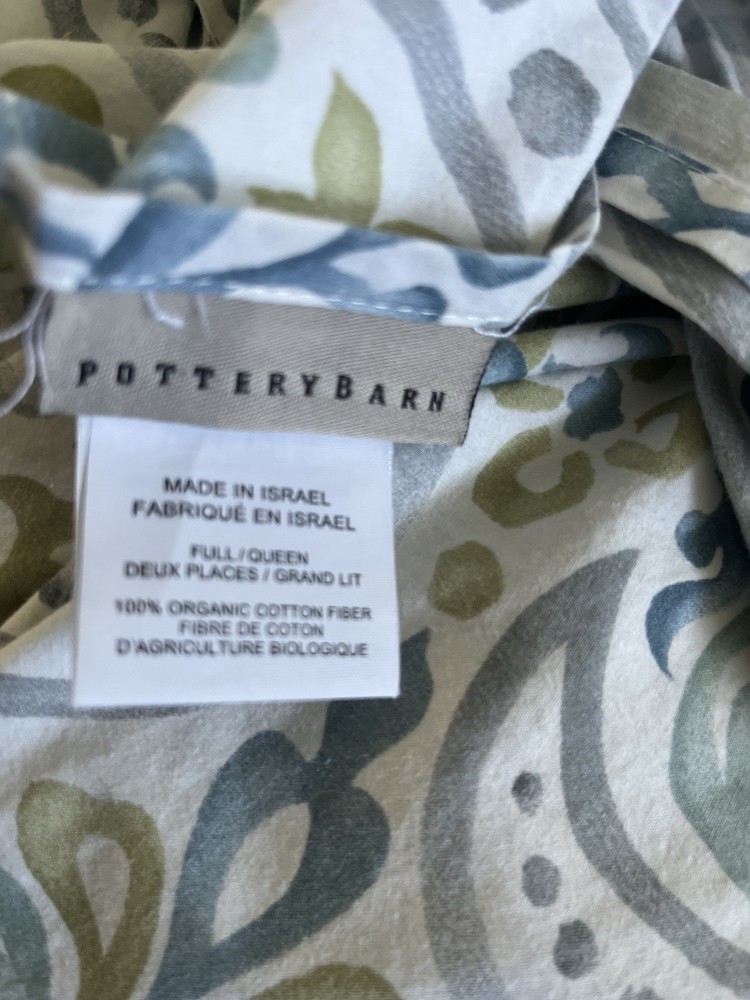 POTTERYBARN
MADE IN ISRAEL
FABRIQUÉ EN ISRAEL
FULL / QUEEN
DEUX PLACES / GRAND LIT
100% ORGANIC COTTON FIBER
FIBRE DE COTON
D'AGRICULTURE BIOLOGIQUE